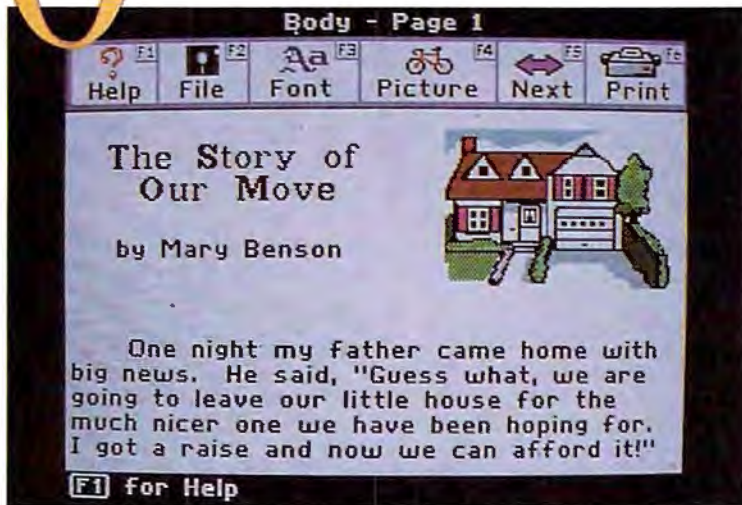 Body - Page 1
F1 F2 F3 F4 F5 F6
Help File Font Picture Next Print
The Story of
Our Move
by Mary Benson
One night my father came home with
big news. He said, "Guess what, we are
going to leave our little house for the
much nicer one we have been hoping for.
I got a raise and now we can afford it!"
F1 for Help